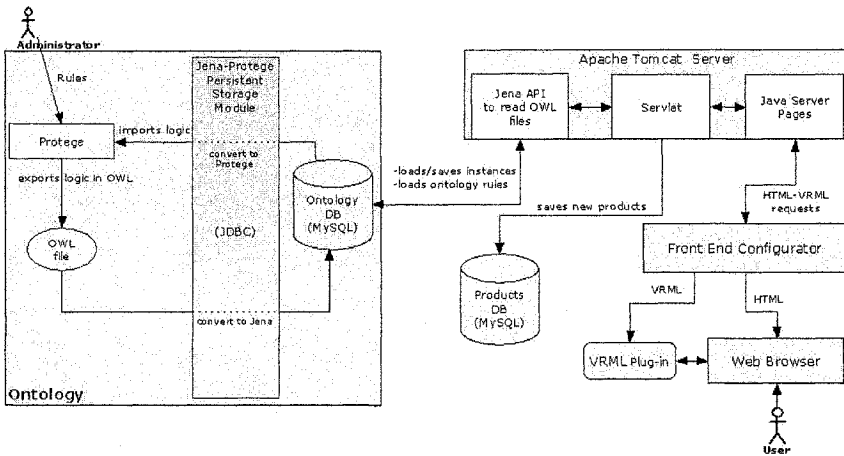 Administrator
Rules
Protege
imports logic
exports logic in OWL
OWL
file
Jena-Protege
Persistent
Storage
Module
convert to
Protege
(JDBC)
convert to Jena
Ontology
DB
(MySQL)
Ontology
-loads/saves instances
-loads ontology rules
Apache Tomcat Server
Jena API
to read OWL
files
Servlet
Java Server
Pages
saves new products
HTML-VRML
requests
Products
DB
(MySQL)
Front End Configurator
VRML
HTML
VRML Plug-in
Web Browser
User